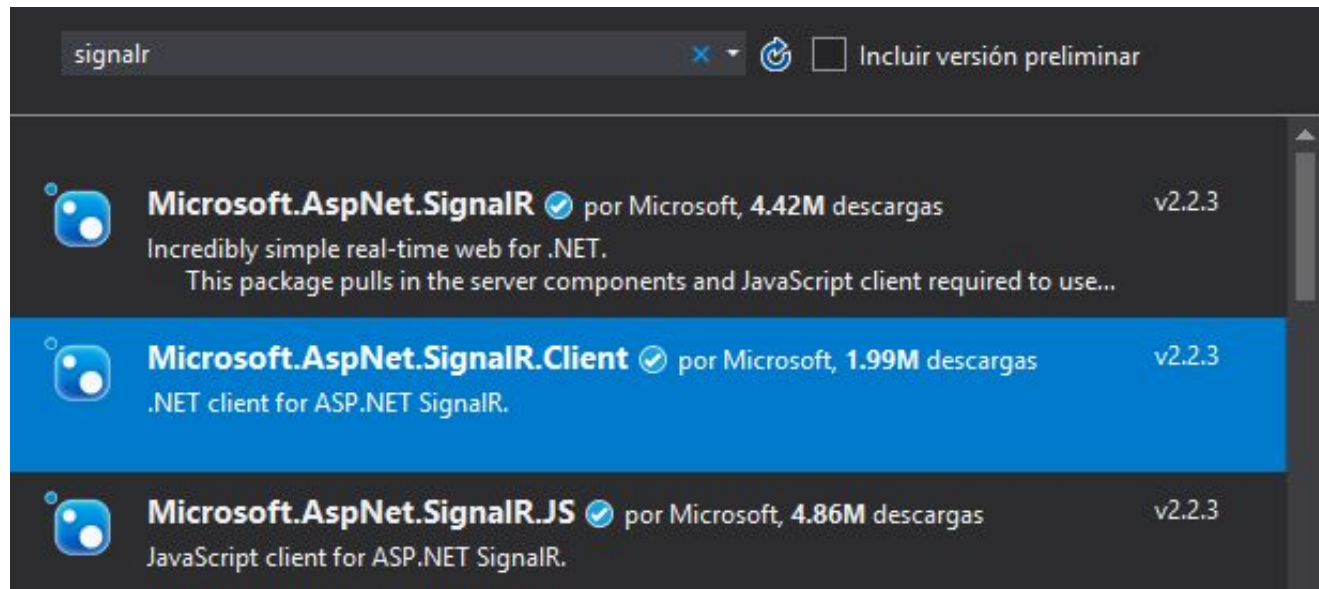 signalr
Incluir versión preliminar
Microsoft.AspNet.SignalR por Microsoft, 4.42M descargas v2.2.3
Incredibly simple real-time web for .NET.
This package pulls in the server components and JavaScript client required to use...
Microsoft.AspNet.SignalR.Client por Microsoft, 1.99M descargas v2.2.3
.NET client for ASP.NET SignalR.
Microsoft.AspNet.SignalR.JS por Microsoft, 4.86M descargas v2.2.3
JavaScript client for ASP.NET SignalR.